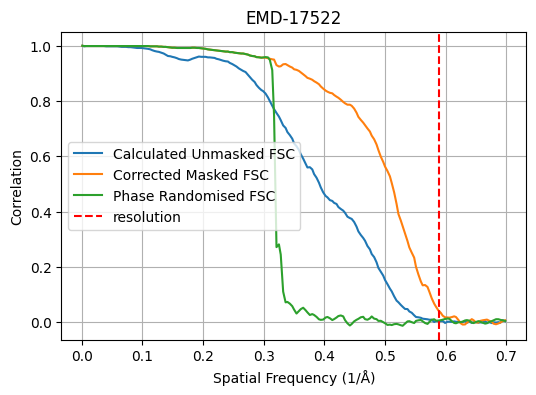 EMD-17522
1.0
0.8
0.6
0.4
0.2
0.0
Correlation
Calculated Unmasked FSC
Corrected Masked FSC
Phase Randomised FSC
resolution
0.0 0.1 0.2 0.3 0.4 0.5 0.6 0.7
Spatial Frequency (1/Å)